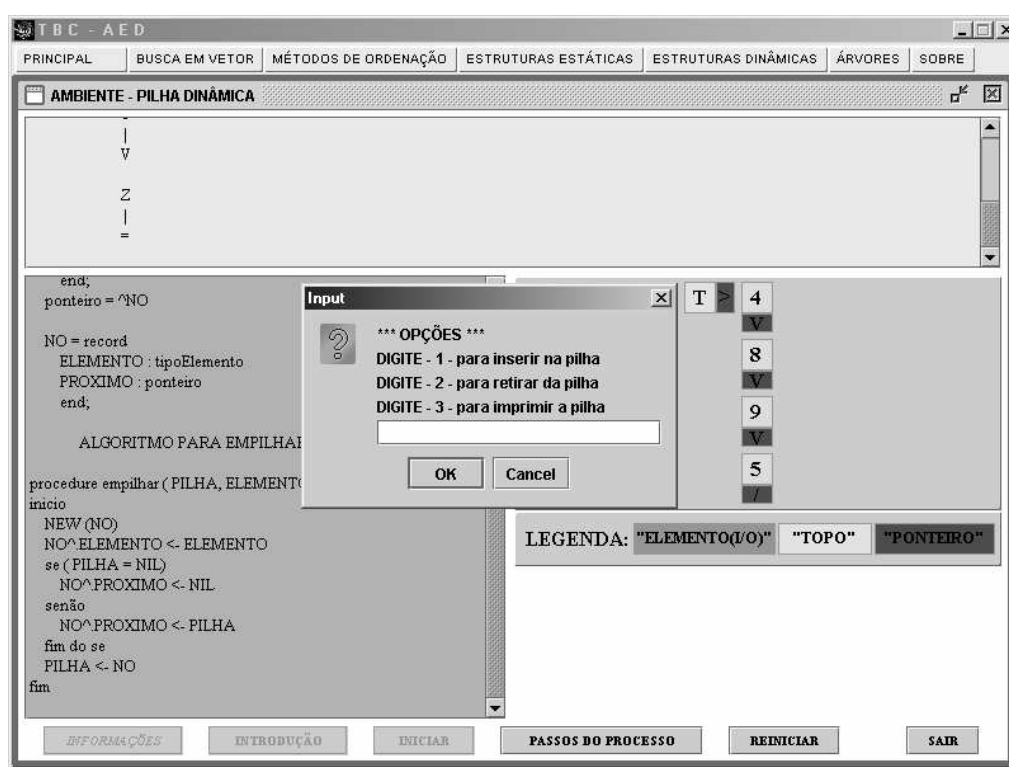 TBC - AED
PRINCIPAL BUSCA EM VETOR MÉTODOS DE ORDENAÇÃO ESTRUTURAS ESTÁTICAS ESTRUTURAS DINÂMICAS ÁRVORES SOBRE
AMBIENTE - PILHA DINÂMICA
|
V
Z
|
=
end;
ponteiro = ^NO
NO = record
ELEMENTO : tipoElemento
PROXIMO : ponteiro
end;
ALGORITMO PARA EMPILHAR
procedure empilhar ( PILHA, ELEMENTO
inicio
NEW (NO)
NO^.ELEMENTO <- ELEMENTO
se ( PILHA = NIL)
NO^.PROXIMO <- NIL
senão
NO^.PROXIMO <- PILHA
fim do se
PILHA <- NO
fim
Input
*** OPÇÕES ***
DIGITE - 1 - para inserir na pilha
DIGITE - 2 - para retirar da pilha
DIGITE - 3 - para imprimir a pilha
OK Cancel
T > 4
V
8
V
9
V
5
/
LEGENDA: "ELEMENTO(I/O)" "TOPO" "PONTEIRO"
INFORMAÇÕES INTRODUÇÃO INICIAR PASSOS DO PROCESSO REINICIAR SAIR